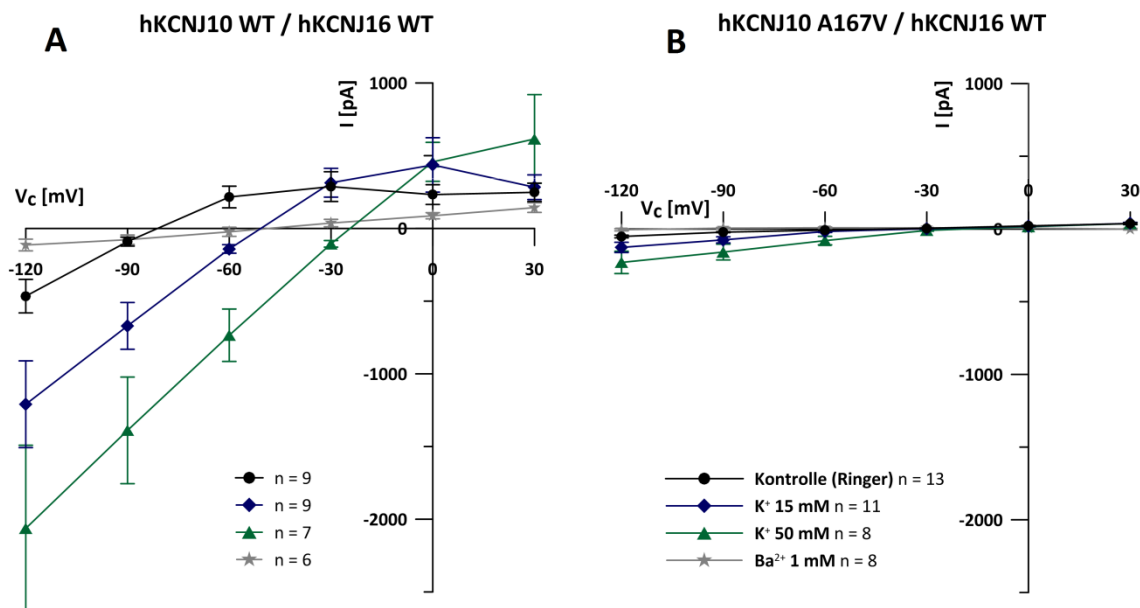 A
hKCNJ10 WT / hKCNJ16 WT
I [pA]
1000
V_C [mV]
0
-120
-90
-60
-30
0
30
-1000
-2000
n = 9
n = 9
n = 7
n = 6
B
hKCNJ10 A167V / hKCNJ16 WT
I [pA]
1000
-120
-90
-60
-30
0
30
V_C [mV]
0
-1000
-2000
Kontrolle (Ringer) n = 13
K⁺ 15 mM n = 11
K⁺ 50 mM n = 8
Ba²⁺ 1 mM n = 8